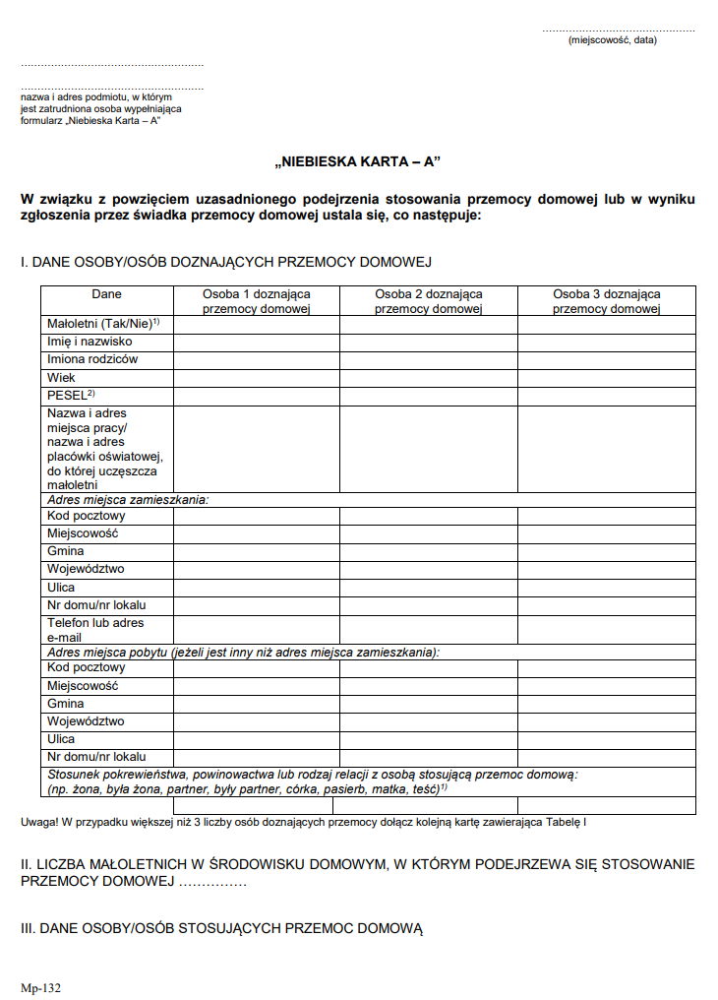 ..............................................
(miejscowość, data)
.......................................................
.......................................................
nazwa i adres podmiotu, w którym
jest zatrudniona osoba wypełniająca
formularz „Niebieska Karta – A”
„NIEBIESKA KARTA – A”
W związku z powzięciem uzasadnionego podejrzenia stosowania przemocy domowej lub w wyniku
zgłoszenia przez świadka przemocy domowej ustala się, co następuje:
I. DANE OSOBY/OSÓB DOZNAJĄCYCH PRZEMOCY DOMOWEJ
Dane Osoba 1 doznająca Osoba 2 doznająca Osoba 3 doznająca
przemocy domowej przemocy domowej przemocy domowej
Małoletni (Tak/Nie)1)
Imię i nazwisko
Imiona rodziców
Wiek
PESEL2)
Nazwa i adres
miejsca pracy/
nazwa i adres
placówki oświatowej,
do której uczęszcza
małoletni
Adres miejsca zamieszkania:
Kod pocztowy
Miejscowość
Gmina
Województwo
Ulica
Nr domu/nr lokalu
Telefon lub adres
e-mail
Adres miejsca pobytu (jeżeli jest inny niż adres miejsca zamieszkania):
Kod pocztowy
Miejscowość
Gmina
Województwo
Ulica
Nr domu/nr lokalu
Stosunek pokrewieństwa, powinowactwa lub rodzaj relacji z osobą stosującą przemoc domową:
(np. żona, była żona, partner, były partner, córka, pasierb, matka, teść)1)
Uwaga! W przypadku większej niż 3 liczby osób doznających przemocy dołącz kolejną kartę zawierająca Tabelę I
II. LICZBA MAŁOLETNICH W ŚRODOWISKU DOMOWYM, W KTÓRYM PODEJRZEWA SIĘ STOSOWANIE
PRZEMOCY DOMOWEJ ……………
III. DANE OSOBY/OSÓB STOSUJĄCYCH PRZEMOC DOMOWĄ
Mp-132